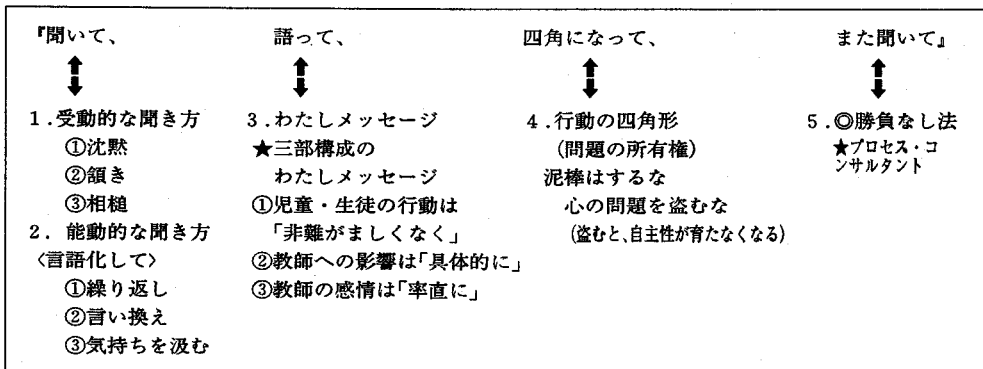 『聞いて、
語って、
四角になって、
また聞いて』
1.受動的な聞き方
①沈黙
②頷き
③相槌
2.能動的な聞き方
〈言語化して〉
①繰り返し
②言い換え
③気持ちを汲む
3.わたしメッセージ
★三部構成の
わたしメッセージ
①児童・生徒の行動は
「非難がましくなく」
②教師への影響は「具体的に」
③教師の感情は「率直に」
4.行動の四角形
(問題の所有権)
泥棒はするな
心の問題を盗むな
(盗むと、自主性が育たなくなる)
5.◎勝負なし法
★プロセス・コ
ンサルタント